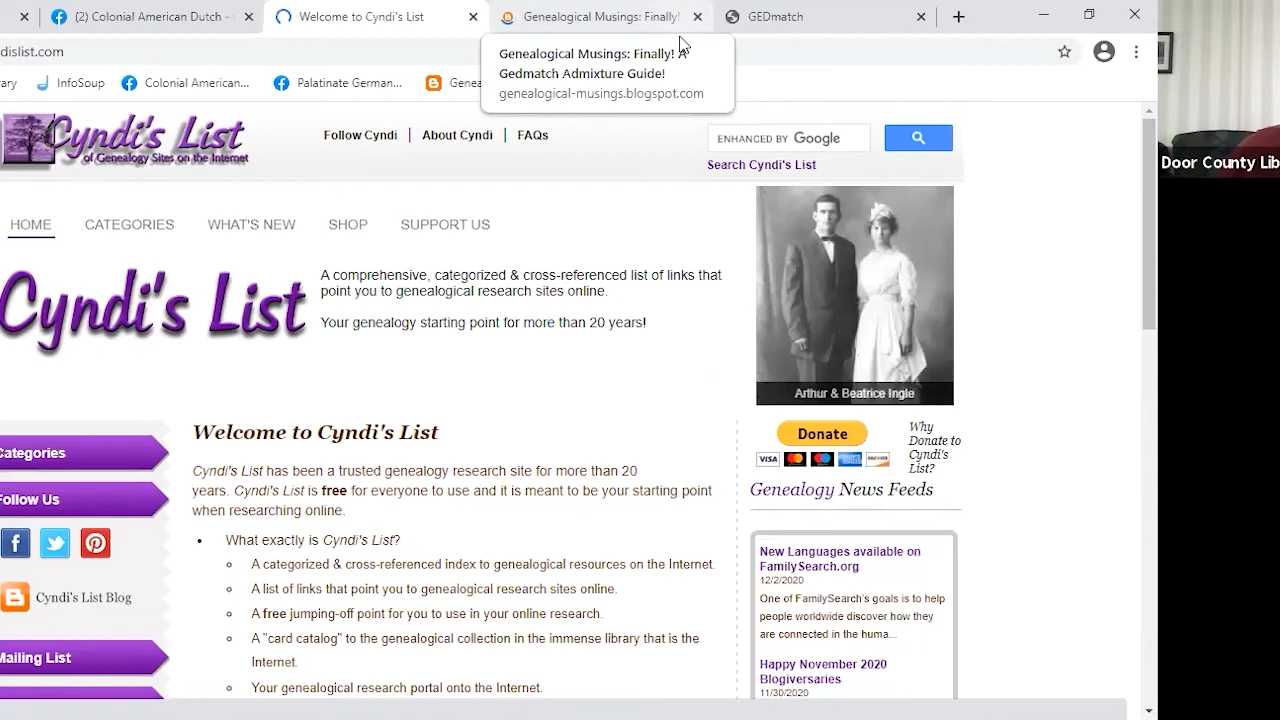 (2) Colonial American Dutch -
Welcome to Cyndi's List
Genealogical Musings: Finally!
GEDmatch
dislist.com
Genealogical Musings: Finally! A
Gedmatch Admixture Guide!
genealogical-musings.blogspot.com
ary
InfoSoup
Colonial American...
Palatinate German...
Genea
Cyndi's List
of Genealogy Sites on the Internet
Follow Cyndi | About Cyndi | FAQs
ENHANCED BY Google
Search Cyndi's List
Door County Lib
HOME CATEGORIES WHAT'S NEW SHOP SUPPORT US
Cyndi's List
A comprehensive, categorized & cross-referenced list of links that
point you to genealogical research sites online.
Your genealogy starting point for more than 20 years!
Arthur & Beatrice Ingle
Donate
VISA
DISCOVER
Why
Donate to
Cyndi's
List?
Categories
Follow Us
Cyndi's List Blog
Mailing List
Welcome to Cyndi's List
Cyndi's List has been a trusted genealogy research site for more than 20
years. Cyndi's List is free for everyone to use and it is meant to be your starting point
when researching online.
• What exactly is Cyndi's List?
◦ A categorized & cross-referenced index to genealogical resources on the Internet.
◦ A list of links that point you to genealogical research sites online.
◦ A free jumping-off point for you to use in your online research.
◦ A "card catalog" to the genealogical collection in the immense library that is the
Internet.
◦ Your genealogical research portal onto the Internet.
Genealogy News Feeds
New Languages available on
FamilySearch.org
12/2/2020
One of FamilySearch's goals is to help
people worldwide discover how they
are connected in the huma...
Happy November 2020
Blogiversaries
11/30/2020